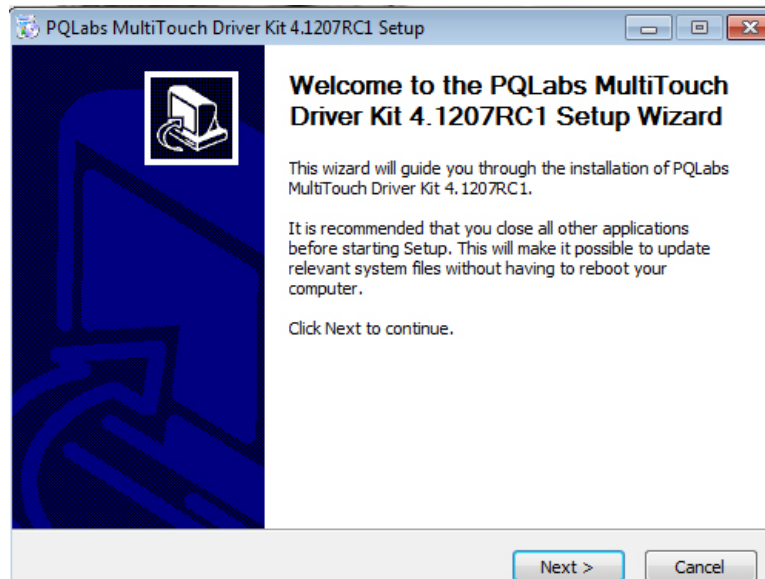 PQLabs MultiTouch Driver Kit 4.1207RC1 Setup
Welcome to the PQLabs MultiTouch
Driver Kit 4.1207RC1 Setup Wizard
This wizard will guide you through the installation of PQLabs
MultiTouch Driver Kit 4.1207RC1.
It is recommended that you close all other applications
before starting Setup. This will make it possible to update
relevant system files without having to reboot your
computer.
Click Next to continue.
Next > Cancel